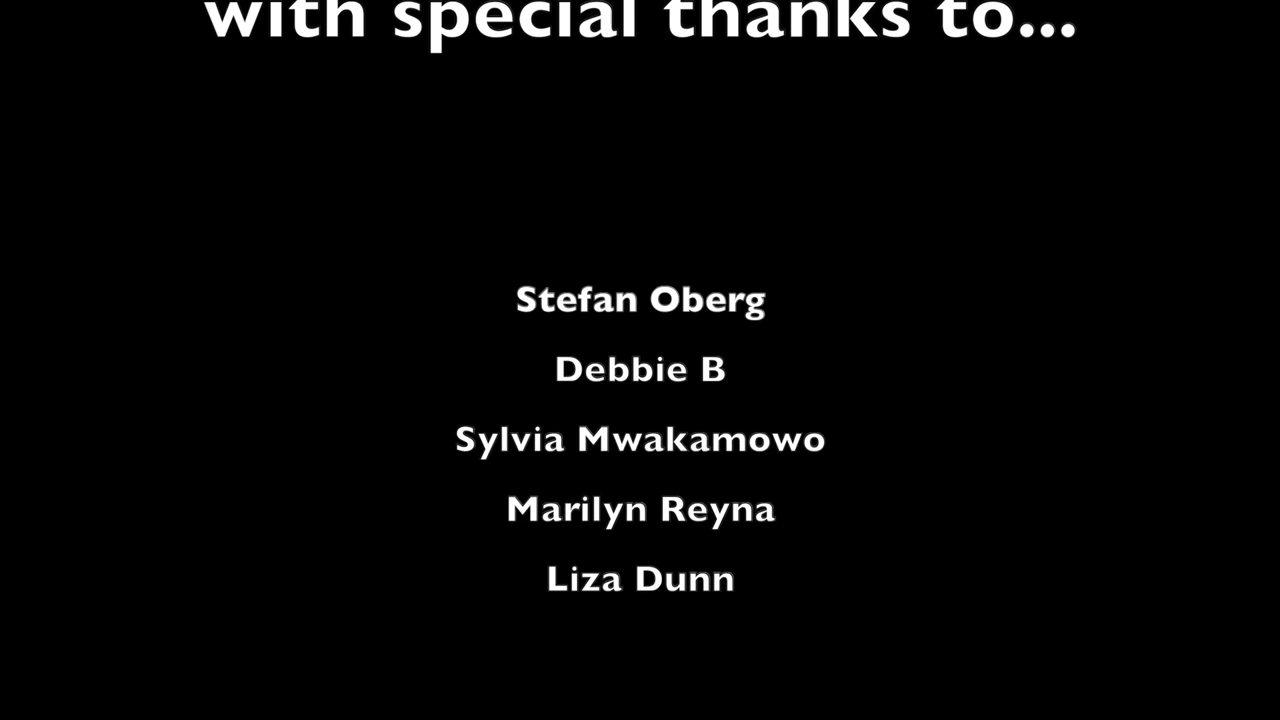 with special thanks to...
Stefan Oberg
Debbie B
Sylvia Mwakamowo
Marilyn Reyna
Liza Dunn